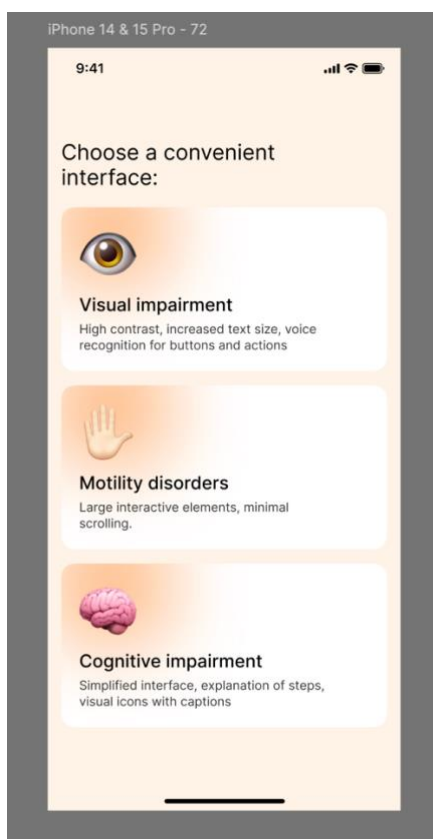 iPhone 14 & 15 Pro - 72
9:41
Choose a convenient
interface:
Visual impairment
High contrast, increased text size, voice
recognition for buttons and actions
Motility disorders
Large interactive elements, minimal
scrolling.
Cognitive impairment
Simplified interface, explanation of steps,
visual icons with captions